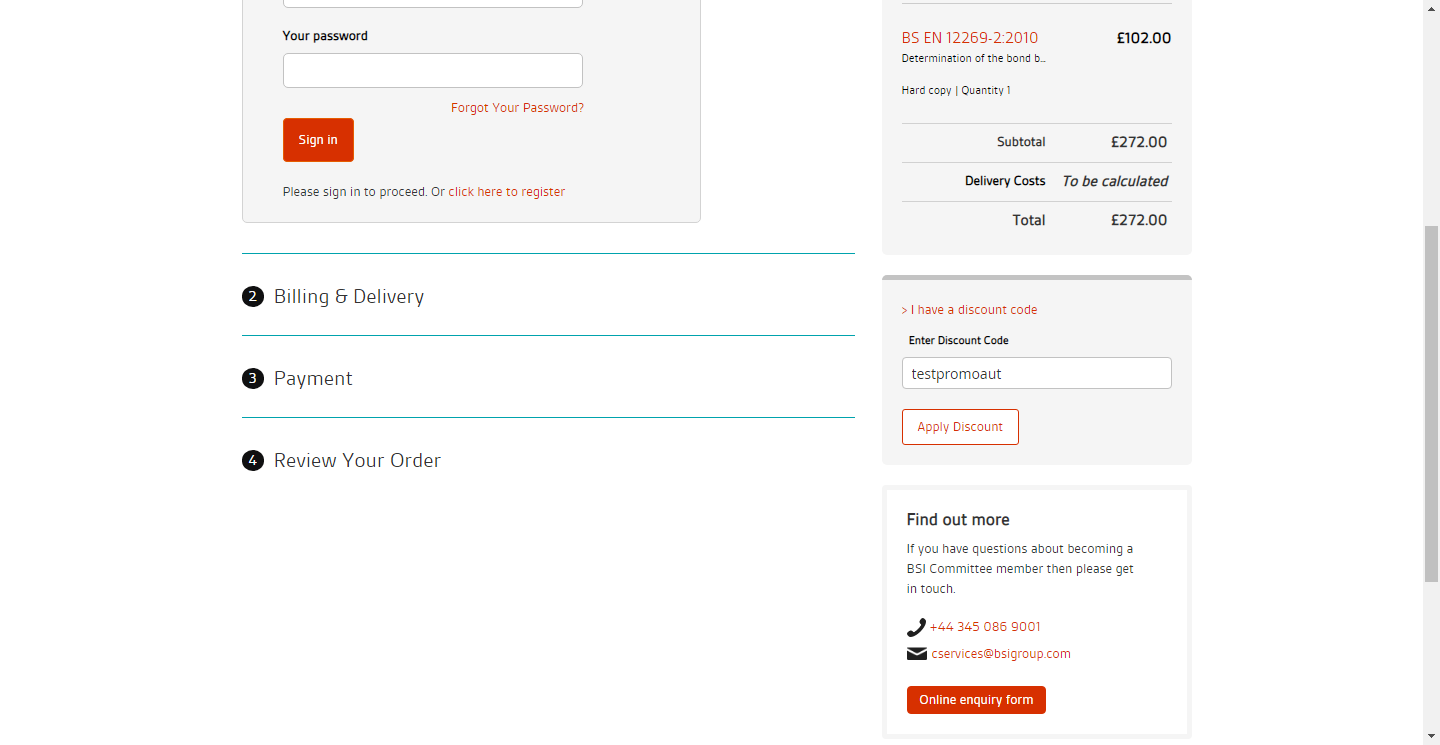 Your password
Forgot Your Password?
Sign in
Please sign in to proceed. Or click here to register
2 Billing & Delivery
3 Payment
4 Review Your Order
BS EN 12269-2:2010 £102.00
Determination of the bond b...
Hard copy | Quantity 1
Subtotal £272.00
Delivery Costs To be calculated
Total £272.00
> I have a discount code
Enter Discount Code
testpromoaut
Apply Discount
Find out more
If you have questions about becoming a
BSI Committee member then please get
in touch.
+44 345 086 9001
cservices@bsigroup.com
Online enquiry form